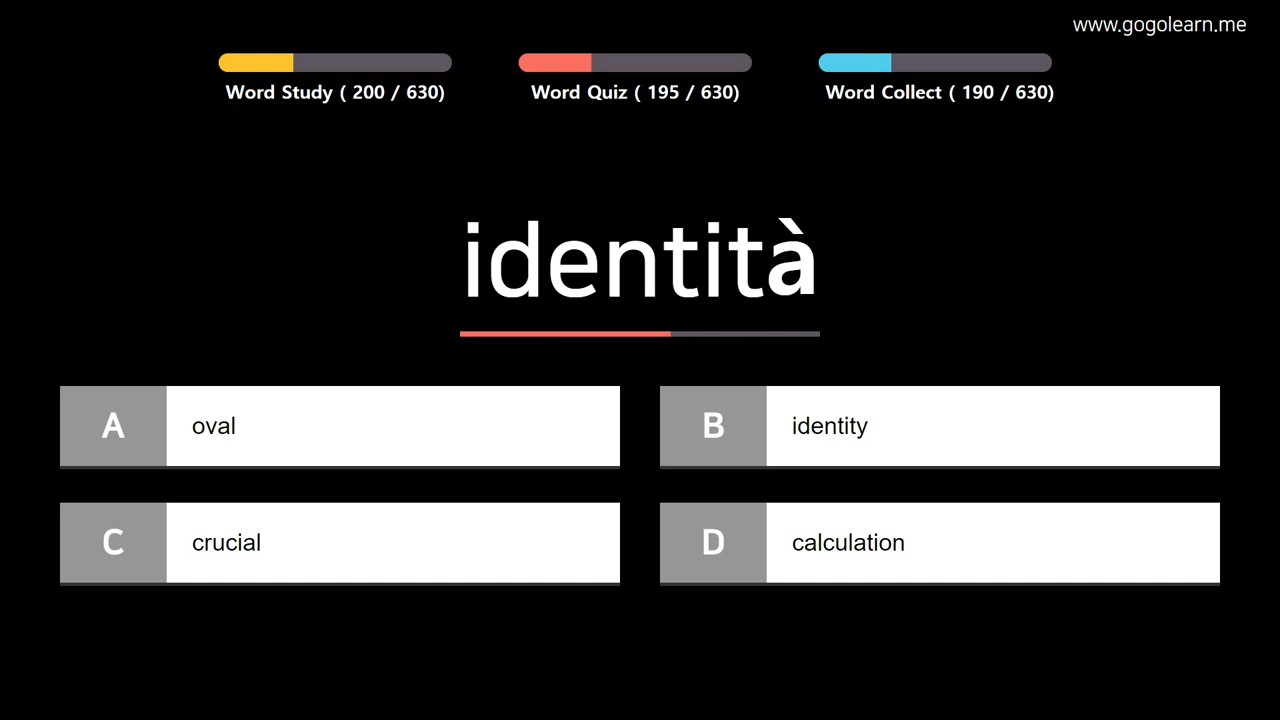 www.gogolearn.me
Word Study ( 200 / 630)
Word Quiz ( 195 / 630)
Word Collect ( 190 / 630)
identità
A oval
B identity
C crucial
D calculation